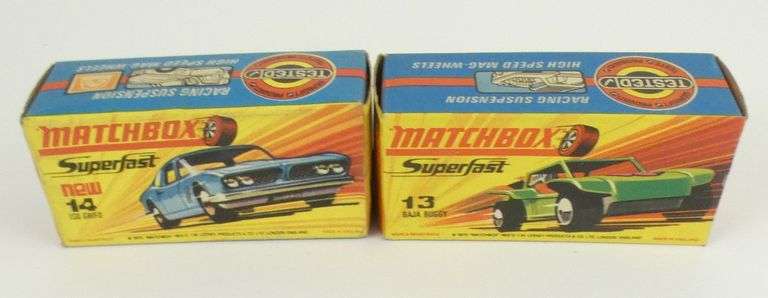 TESTED
HIGH SPEED MAG-WHEELS
RACING SUSPENSION
MATCHBOX
Superfast
new
14
ISO GRIFO
TESTED
HIGH SPEED MAG-WHEELS
RACING SUSPENSION
MATCHBOX
Superfast
13
BAJA BUGGY